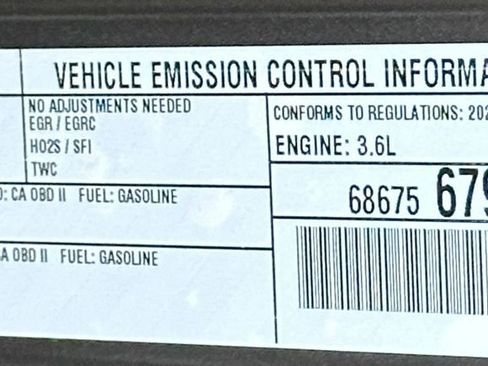 VEHICLE EMISSION CONTROL INFORMA
NO ADJUSTMENTS NEEDED
EGR / EGRC
HO2S / SFI
TWC
CONFORMS TO REGULATIONS: 202
ENGINE: 3.6L
: CA OBD II FUEL: GASOLINE
68675 679
A OBD II FUEL: GASOLINE